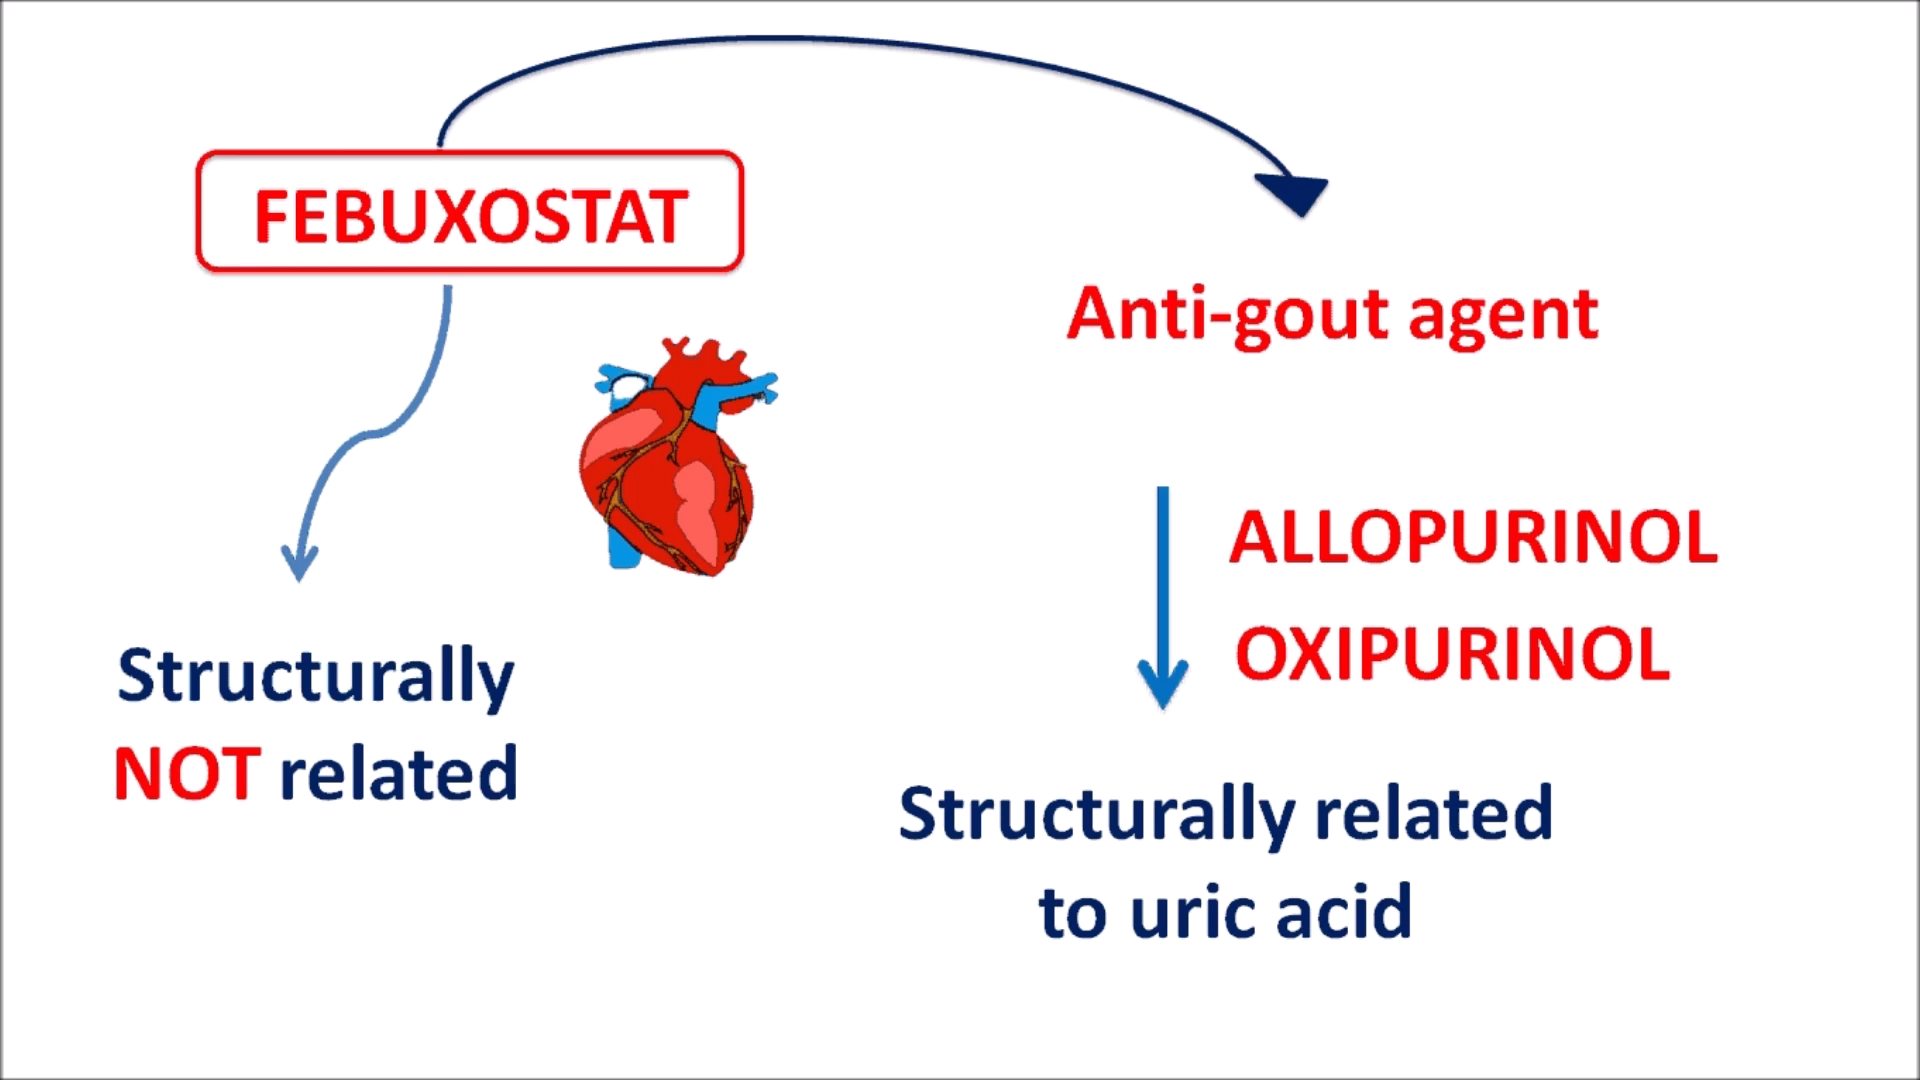 FEBUXOSTAT
Anti-gout agent
ALLOPURINOL
OXIPURINOL
Structurally
NOT related
Structurally related
to uric acid